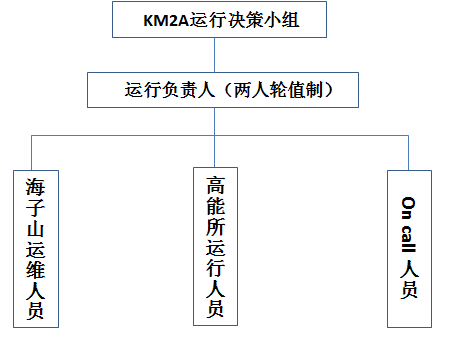 KM2A运行决策小组
运行负责人（两人轮值制）
海子山运维人员
高能所运行人员
On call 人员